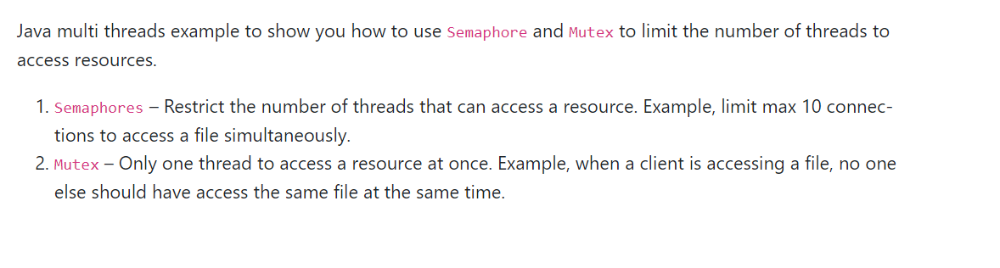 Java multi threads example to show you how to use Semaphore and Mutex to limit the number of threads to
access resources.
1. Semaphores – Restrict the number of threads that can access a resource. Example, limit max 10 connec-
tions to access a file simultaneously.
2. Mutex – Only one thread to access a resource at once. Example, when a client is accessing a file, no one
else should have access the same file at the same time.